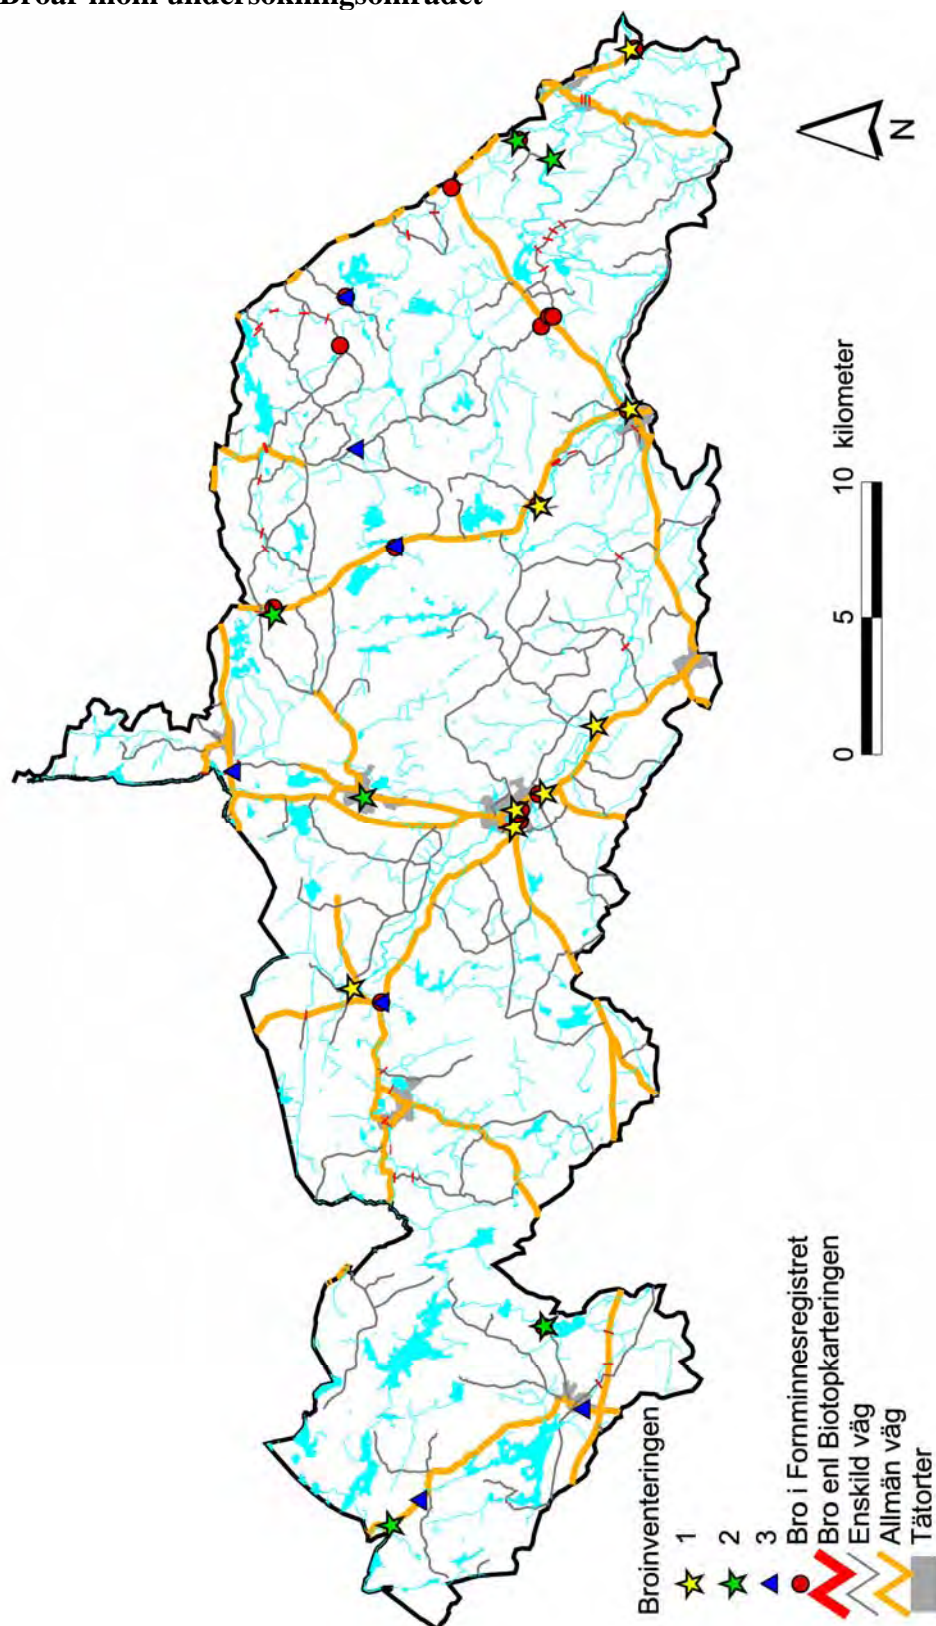 Broar inom undersökningsområdet
N
0 5 10 kilometer
Broinventeringen
1
2
3
Bro i Fornminnesregistret
Bro enl Biotopkarteringen
Enskild väg
Allmän väg
Tätorter